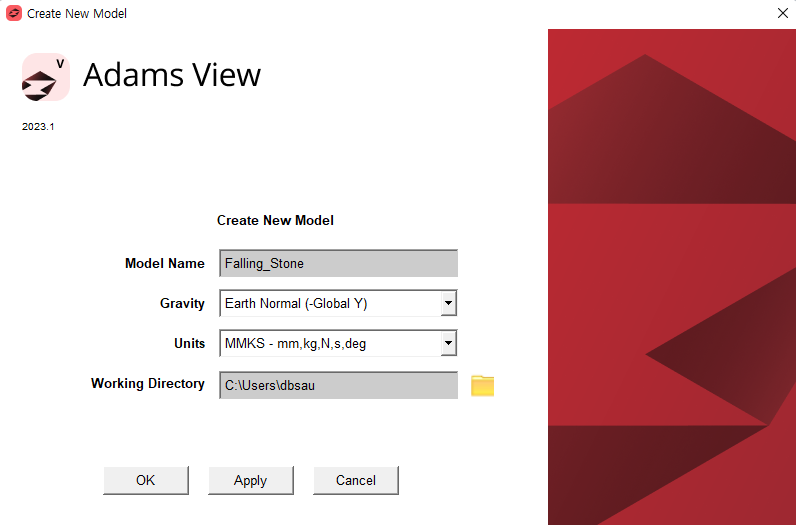 Create New Model
V
Adams View
2023.1
Create New Model
Model Name Falling_Stone
Gravity Earth Normal (-Global Y)
Units MMKS - mm,kg,N,s,deg
Working Directory C:\Users\dbsau
OK Apply Cancel